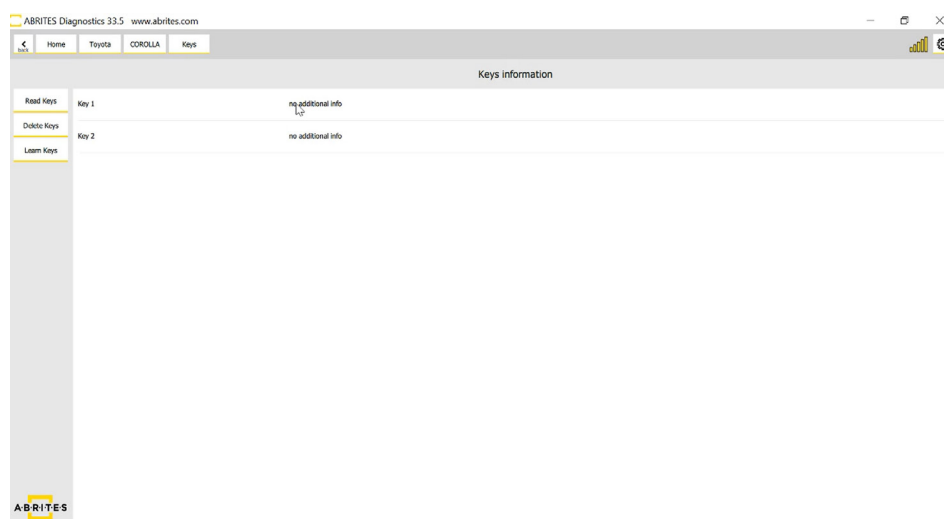 ABRITES Diagnostics 33.5 www.abrites.com
back Home Toyota COROLLA Keys
Keys information
Read Keys
Key 1 no additional info
Delete Keys
Key 2 no additional info
Learn Keys
A·B·R·I·T·E·S